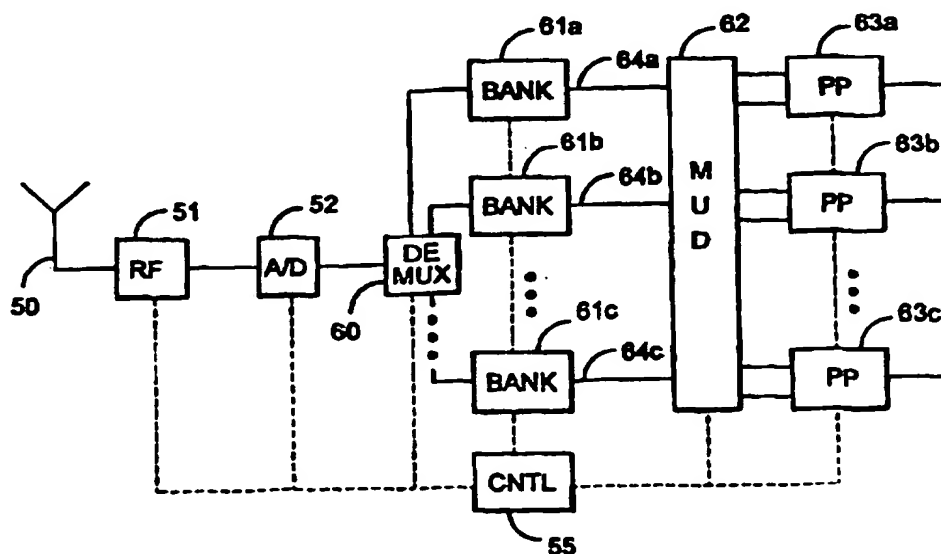 61a
62
63a
64a
BANK
PP
61b
63b
64b
BANK
M
U
D
PP
51
52
RF
A/D
DE
MUX
50
60
61c
63c
64c
BANK
PP
CNTL
55